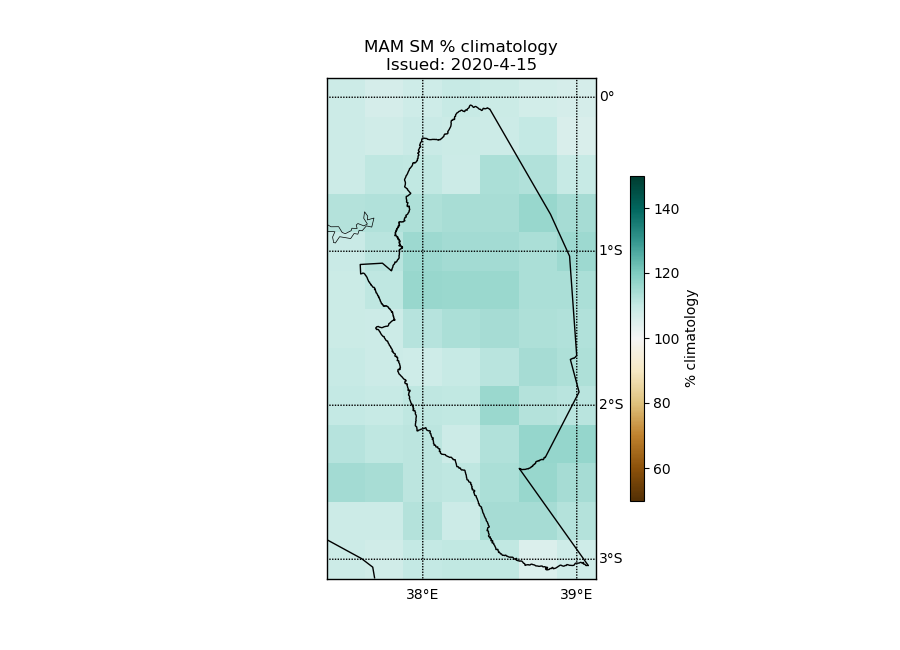 MAM SM % climatology
Issued: 2020-4-15
0°
1°S
2°S
3°S
38°E
39°E
140
120
100
80
60
% climatology